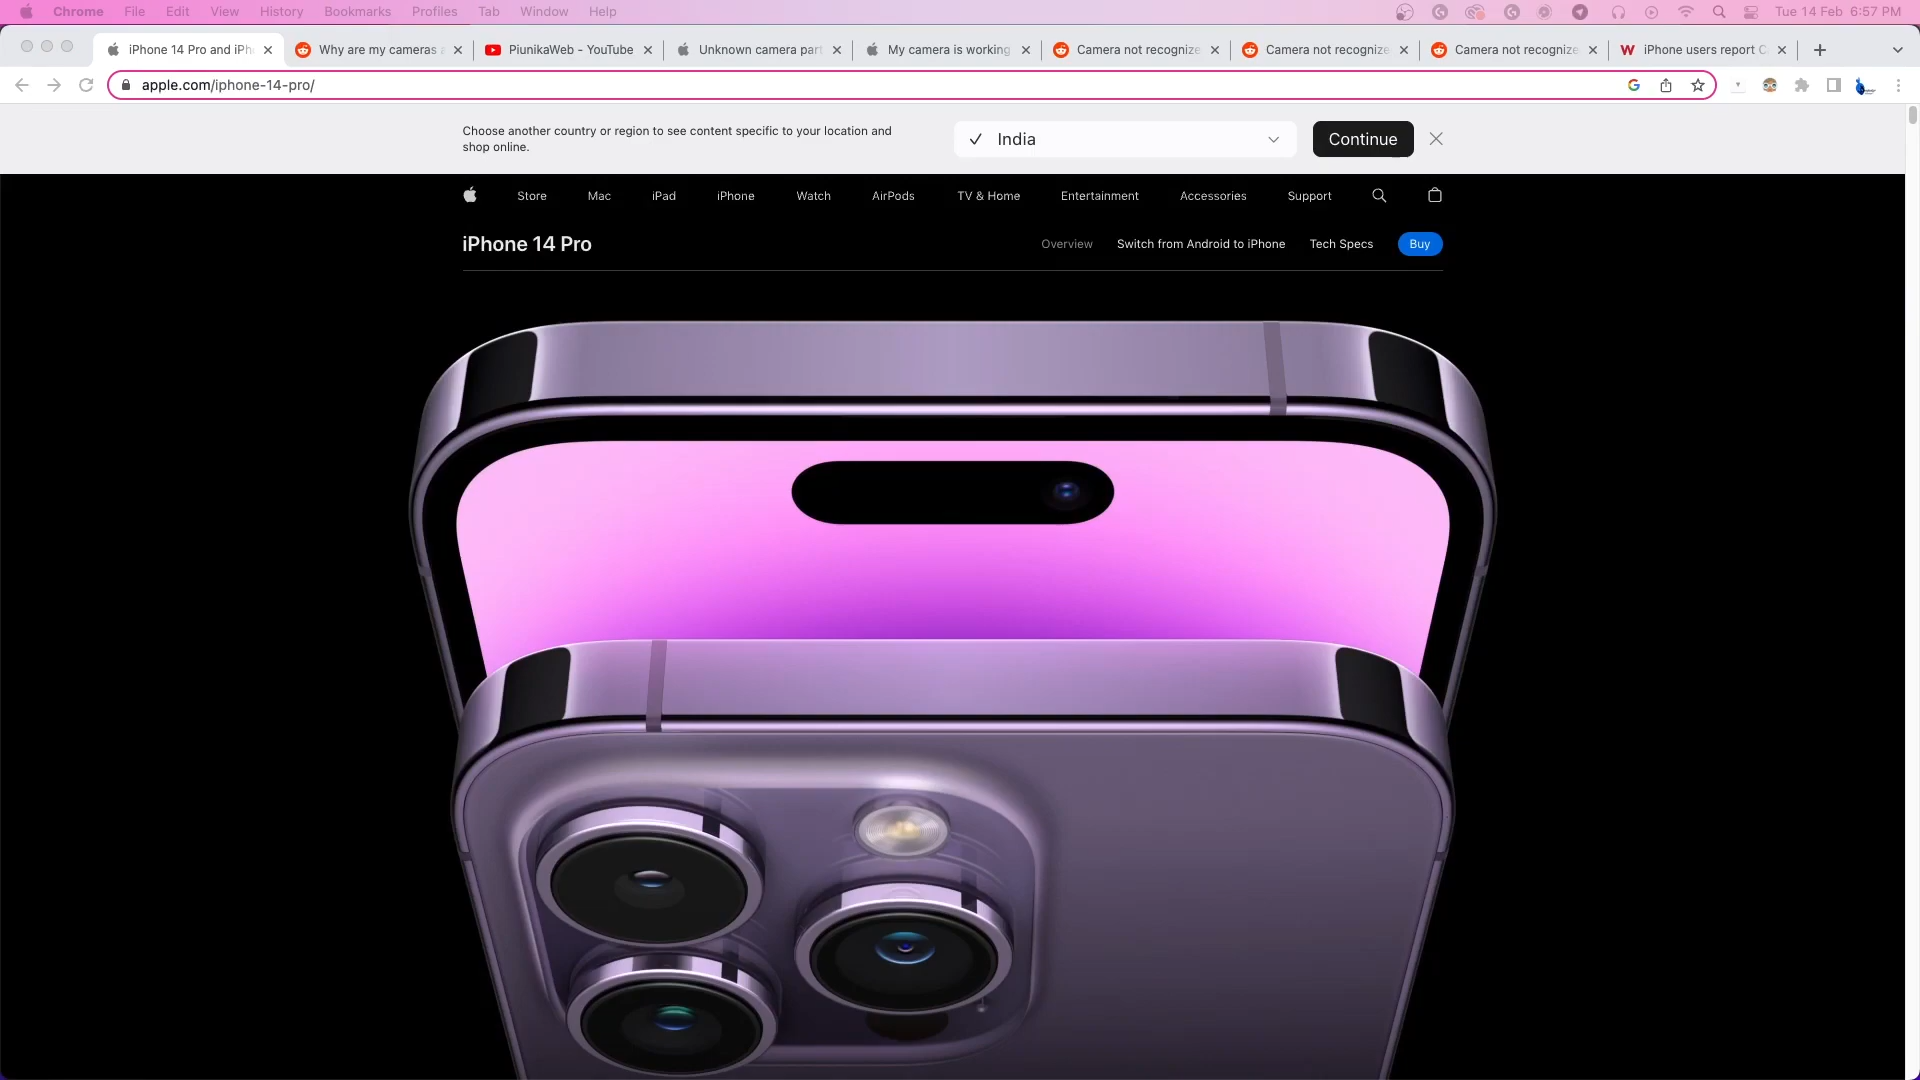 Chrome File Edit View History Bookmarks Profiles Tab Window Help Tue 14 Feb 6:57 PM
iPhone 14 Pro and iPh Why are my cameras a PiunikaWeb - YouTube Unknown camera part My camera is working Camera not recognize Camera not recognize Camera not recognize iPhone users report C
apple.com/iphone-14-pro/
Choose another country or region to see content specific to your location and
shop online.
India
Continue
Store Mac iPad iPhone Watch AirPods TV & Home Entertainment Accessories Support
iPhone 14 Pro
Overview Switch from Android to iPhone Tech Specs Buy